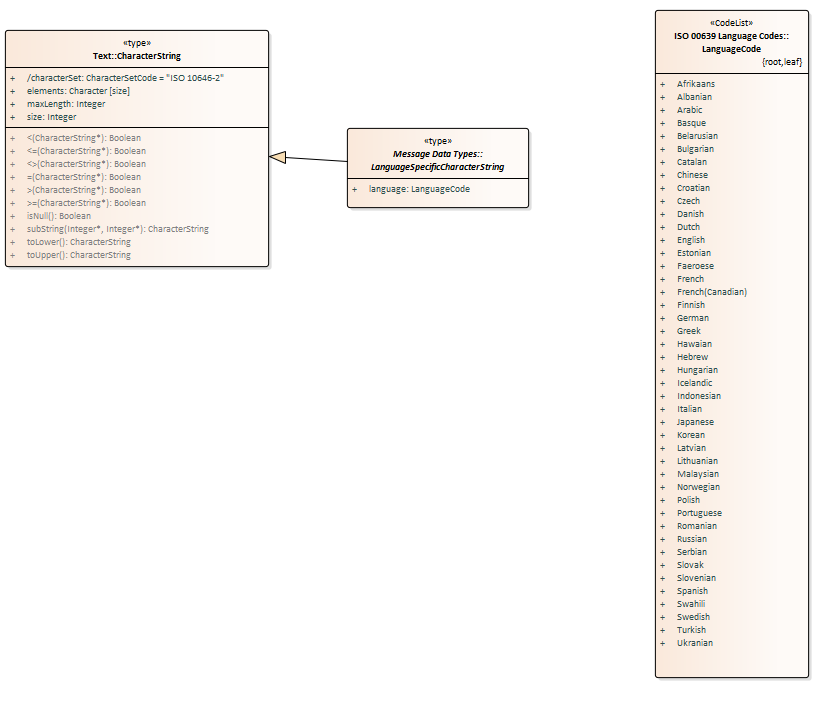 «type»
Text::CharacterString
+ /characterSet: CharacterSetCode = "ISO 10646-2"
+ elements: Character [size]
+ maxLength: Integer
+ size: Integer
+ <(CharacterString*): Boolean
+ <=(CharacterString*): Boolean
+ <>(CharacterString*): Boolean
+ =(CharacterString*): Boolean
+ >(CharacterString*): Boolean
+ >=(CharacterString*): Boolean
+ isNull(): Boolean
+ subString(Integer*, Integer*): CharacterString
+ toLower(): CharacterString
+ toUpper(): CharacterString
«type»
Message Data Types::
LanguageSpecificCharacterString
+ language: LanguageCode
«CodeList»
ISO 00639 Language Codes::
LanguageCode
{root,leaf}
+ Afrikaans
+ Albanian
+ Arabic
+ Basque
+ Belarusian
+ Bulgarian
+ Catalan
+ Chinese
+ Croatian
+ Czech
+ Danish
+ Dutch
+ English
+ Estonian
+ Faeroese
+ French
+ French(Canadian)
+ Finnish
+ German
+ Greek
+ Hawaian
+ Hebrew
+ Hungarian
+ Icelandic
+ Indonesian
+ Italian
+ Japanese
+ Korean
+ Latvian
+ Lithuanian
+ Malaysian
+ Norwegian
+ Polish
+ Portuguese
+ Romanian
+ Russian
+ Serbian
+ Slovak
+ Slovenian
+ Spanish
+ Swahili
+ Swedish
+ Turkish
+ Ukranian